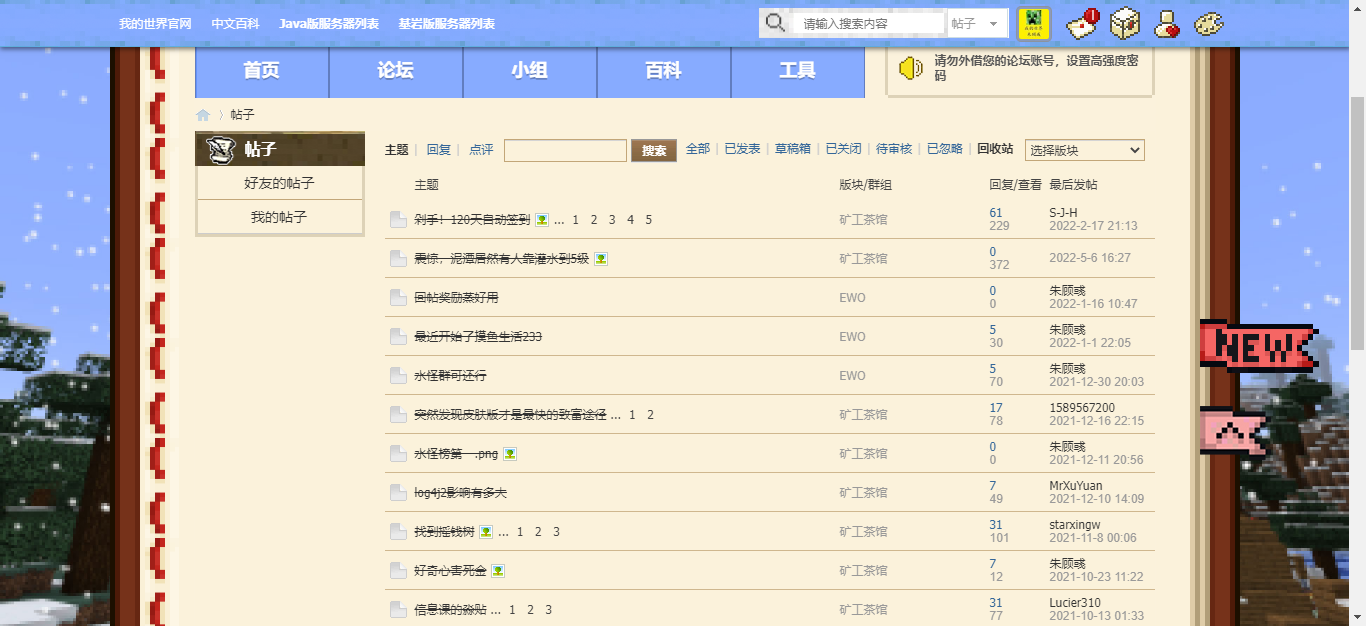 我的世界官网 中文百科 Java版服务器列表 基岩版服务器列表 请输入搜索内容 帖子
首页 论坛 小组 百科 工具
请勿外借您的论坛账号，设置高强度密
码
帖子
帖子
好友的帖子
我的帖子
主题 | 回复 | 点评 搜索 全部 | 已发表 | 草稿箱 | 已关闭 | 待审核 | 已忽略 | 回收站 选择版块
主题 版块/群组 回复/查看 最后发帖
剁手！120天自动签到 ... 1 2 3 4 5 矿工茶馆 61 S-J-H
229 2022-2-17 21:13
震惊，泥潭居然有人靠灌水到5级 矿工茶馆 0
372 2022-5-6 16:27
回帖奖励蒸好用 EWO 0 朱顾彧
0 2022-1-16 10:47
最近开始了摸鱼生活233 EWO 5 朱顾彧
30 2022-1-1 22:05
水怪群可还行 EWO 5 朱顾彧
70 2021-12-30 20:03
突然发现皮肤版才是最快的致富途径 ... 1 2 矿工茶馆 17 1589567200
78 2021-12-16 22:15
水怪榜第一.png 矿工茶馆 0 朱顾彧
0 2021-12-11 20:56
log4j2影响有多大 矿工茶馆 7 MrXuYuan
49 2021-12-10 14:09
找到摇钱树 ... 1 2 3 矿工茶馆 31 starxingw
101 2021-11-8 00:06
好奇心害死金 矿工茶馆 7 朱顾彧
12 2021-10-23 11:22
信息课的淼贴 ... 1 2 3 矿工茶馆 31 Lucier310
77 2021-10-13 01:33
NEW